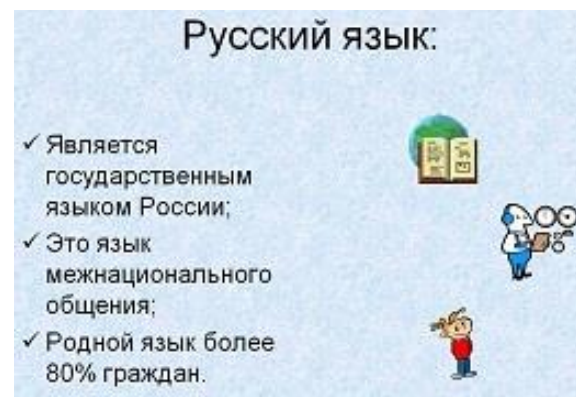 Русский язык:
✓ Является
государственным
языком России;
✓ Это язык
межнационального
общения;
✓ Родной язык более
80% граждан.